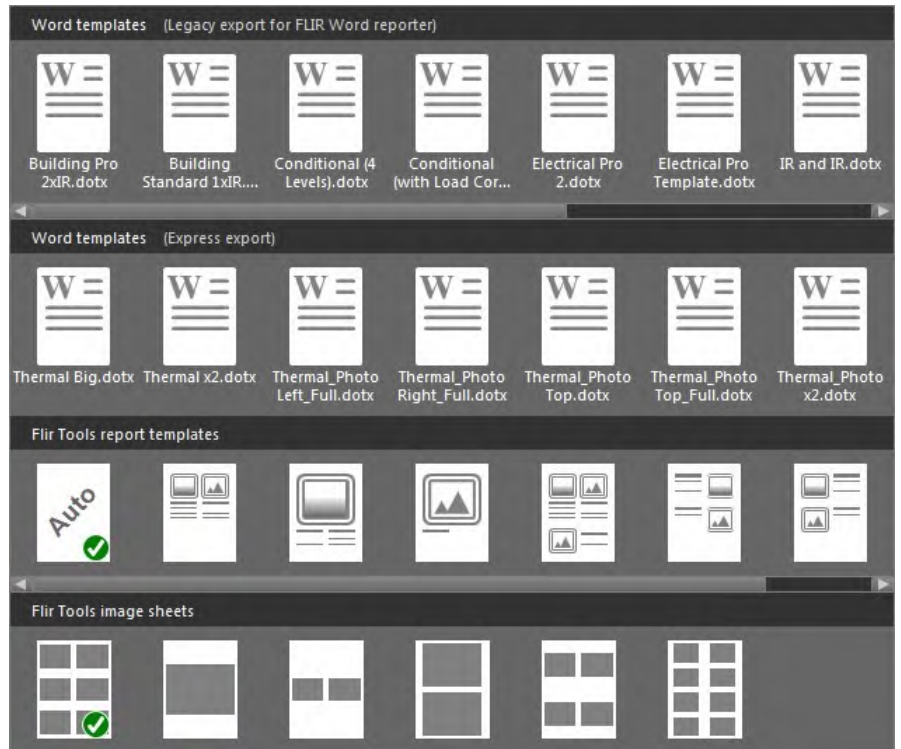 Word templates (Legacy export for FLIR Word reporter)
W W W W W W W
Building Pro 2xIR.dotx
Building Standard 1xIR....
Conditional (4 Levels).dotx
Conditional (with Load Cor...
Electrical Pro 2.dotx
Electrical Pro Template.dotx
IR and IR.dotx
Word templates (Express export)
W W W W W W W
Thermal Big.dotx
Thermal x2.dotx
Thermal_Photo Left_Full.dotx
Thermal_Photo Right_Full.dotx
Thermal_Photo Top.dotx
Thermal_Photo Top_Full.dotx
Thermal_Photo x2.dotx
Flir Tools report templates
Auto
Flir Tools image sheets